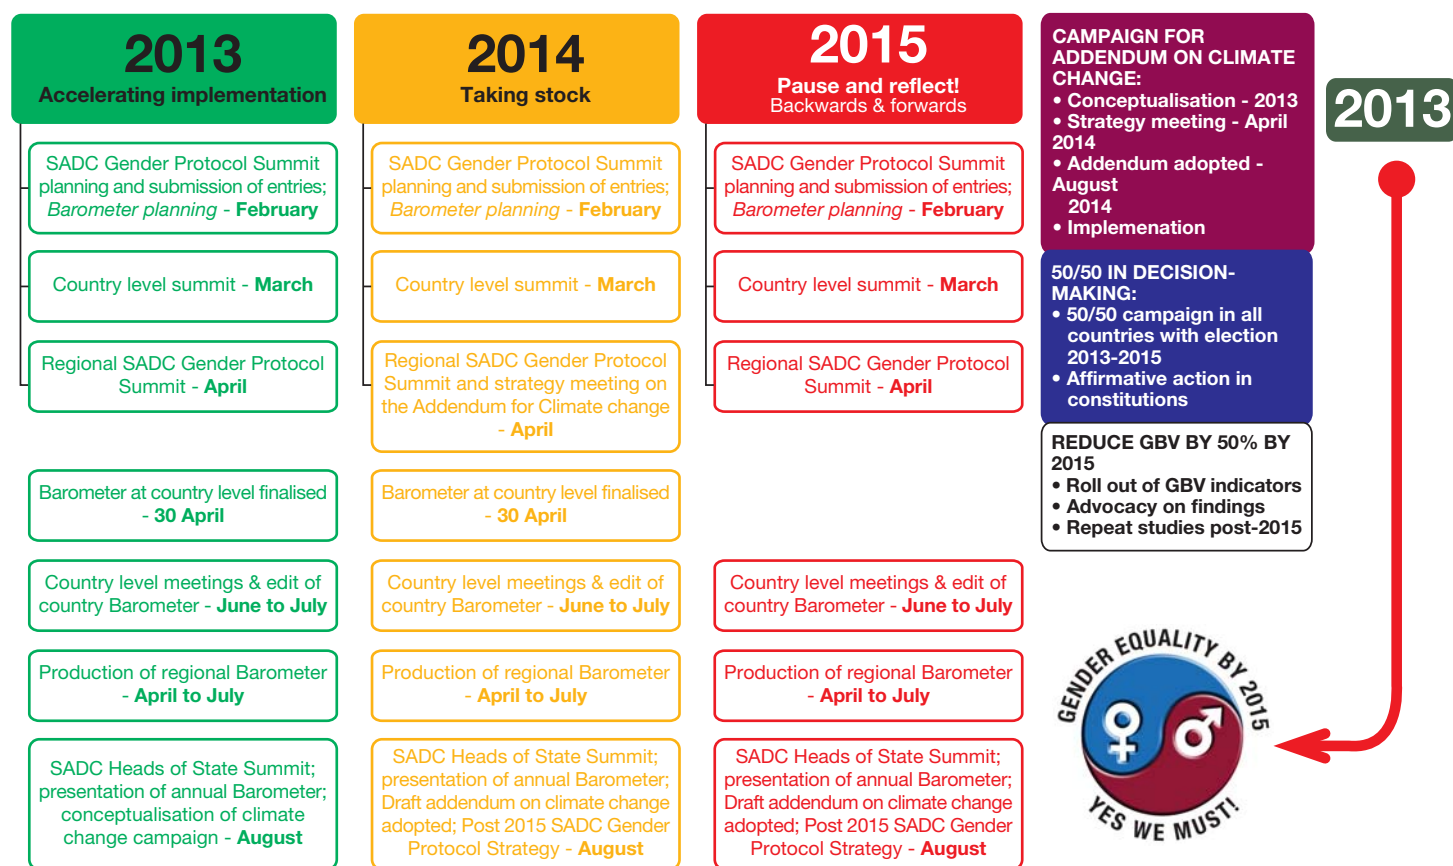 2013
Accelerating implementation
SADC Gender Protocol Summit
planning and submission of entries;
Barometer planning - February
Country level summit - March
Regional SADC Gender Protocol
Summit - April
Barometer at country level finalised
- 30 April
Country level meetings & edit of
country Barometer - June to July
Production of regional Barometer
- April to July
SADC Heads of State Summit;
presentation of annual Barometer;
conceptualisation of climate
change campaign - August
2014
Taking stock
SADC Gender Protocol Summit
planning and submission of entries;
Barometer planning - February
Country level summit - March
Regional SADC Gender Protocol
Summit and strategy meeting on
the Addendum for Climate change
- April
Barometer at country level finalised
- 30 April
Country level meetings & edit of
country Barometer - June to July
Production of regional Barometer
- April to July
SADC Heads of State Summit;
presentation of annual Barometer;
Draft addendum on climate change
adopted; Post 2015 SADC Gender
Protocol Strategy - August
2015
Pause and reflect!
Backwards & forwards
SADC Gender Protocol Summit
planning and submission of entries;
Barometer planning - February
Country level summit - March
Regional SADC Gender Protocol
Summit - April
Country level meetings & edit of
country Barometer - June to July
Production of regional Barometer
- April to July
SADC Heads of State Summit;
presentation of annual Barometer;
Draft addendum on climate change
adopted; Post 2015 SADC Gender
Protocol Strategy - August
CAMPAIGN FOR
ADDENDUM ON CLIMATE
CHANGE:
• Conceptualisation - 2013
• Strategy meeting - April
2014
• Addendum adopted -
August
2014
• Implemenation
50/50 IN DECISION-
MAKING:
• 50/50 campaign in all
countries with election
2013-2015
• Affirmative action in
constitutions
REDUCE GBV BY 50% BY
2015
• Roll out of GBV indicators
• Advocacy on findings
• Repeat studies post-2015
2013
GENDER EQUALITY BY 2015
YES WE MUST!